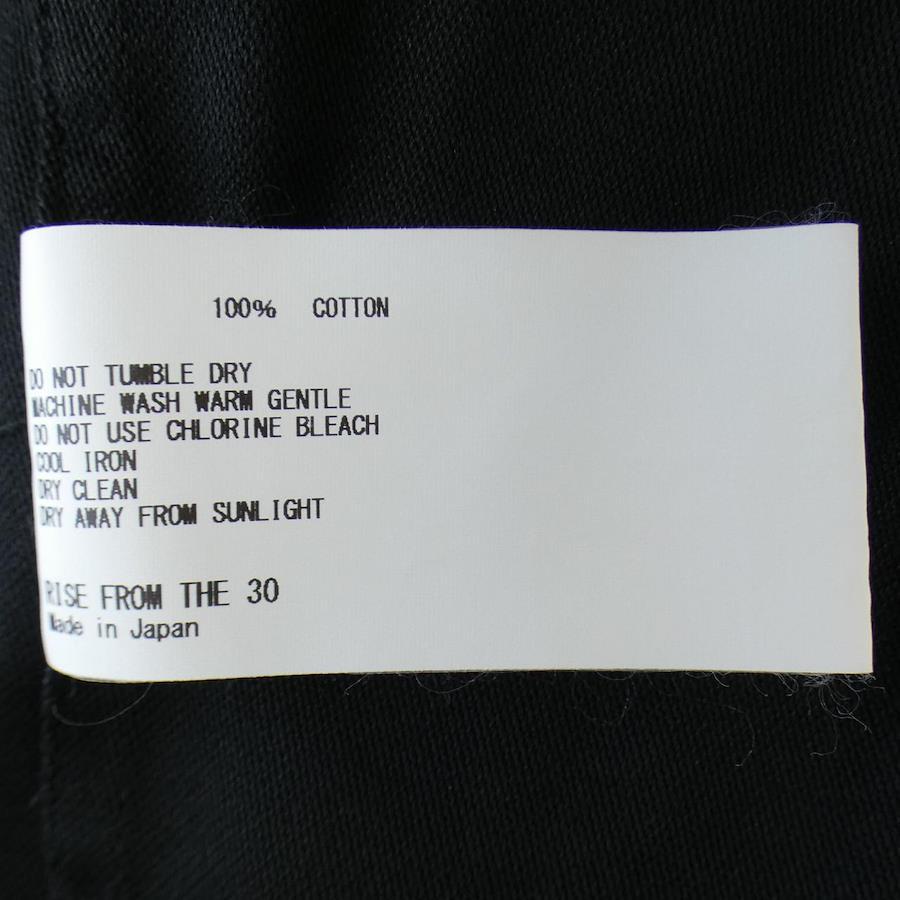 100% COTTON
DO NOT TUMBLE DRY
MACHINE WASH WARM GENTLE
DO NOT USE CHLORINE BLEACH
COOL IRON
DRY CLEAN
DRY AWAY FROM SUNLIGHT
RISE FROM THE 30
Made in Japan